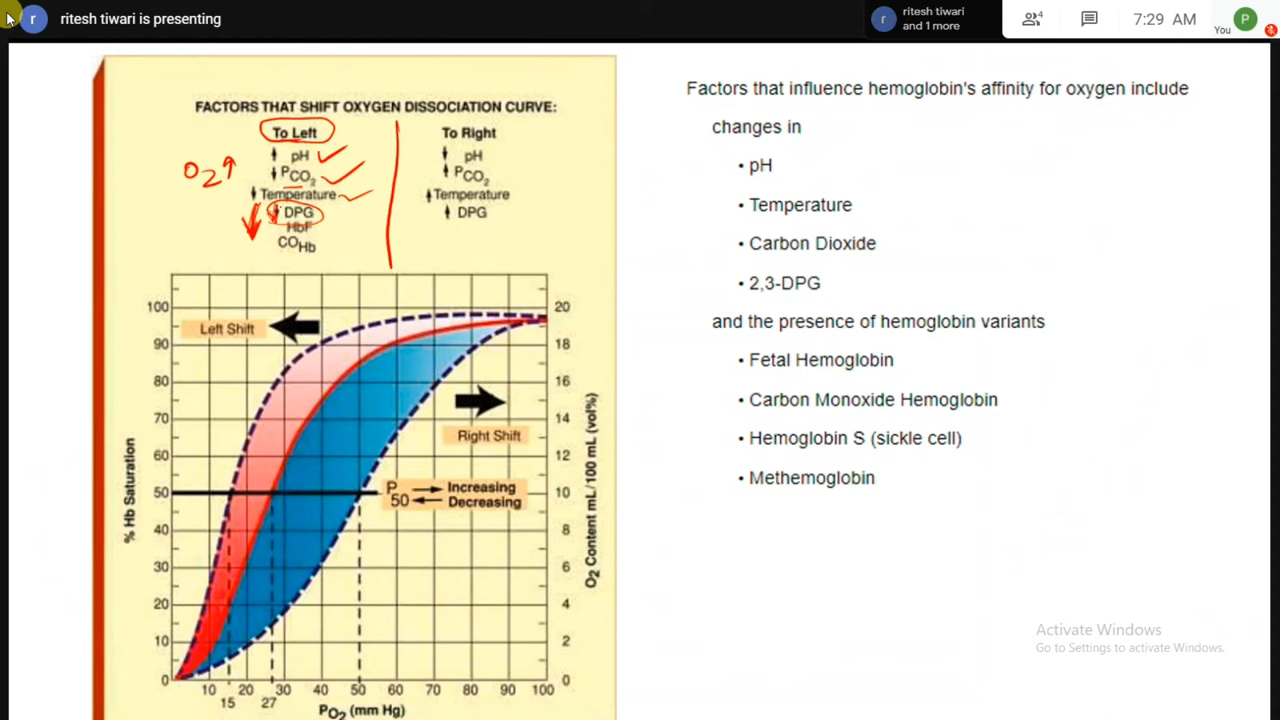 ritesh tiwari is presenting
ritesh tiwari
and 1 more
4
7:29 AM
You
r
r
P
FACTORS THAT SHIFT OXYGEN DISSOCIATION CURVE:
To Left
↑ pH
↓ PCO2
↓ Temperature
↓ DPG
HbF
COHb
O2↑
To Right
↓ pH
↑ PCO2
↑ Temperature
↑ DPG
Left Shift
Right Shift
P50 → Increasing
← Decreasing
% Hb Saturation
100
90
80
70
60
50
40
30
20
10
0
20
18
16
14
12
10
8
6
4
2
0
O2 Content mL/100 mL (vol%)
10 20 30 40 50 60 70 80 90 100
15 27
PO2 (mm Hg)
Factors that influence hemoglobin's affinity for oxygen include
changes in
• pH
• Temperature
• Carbon Dioxide
• 2,3-DPG
and the presence of hemoglobin variants
• Fetal Hemoglobin
• Carbon Monoxide Hemoglobin
• Hemoglobin S (sickle cell)
• Methemoglobin
Activate Windows
Go to Settings to activate Windows.